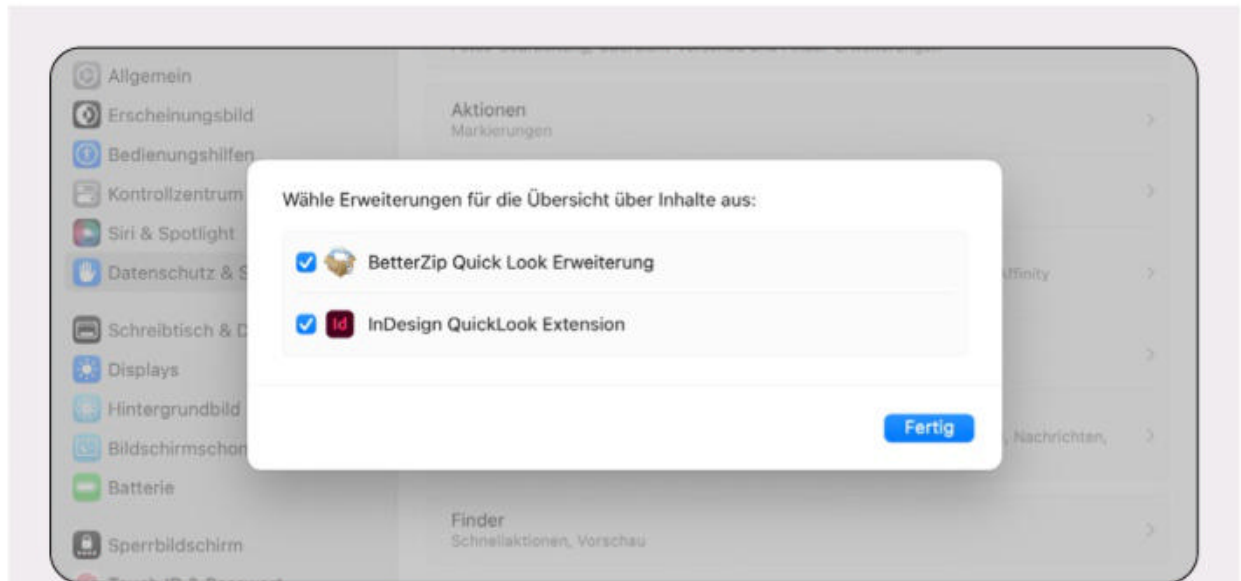 Allgemein
Erscheinungsbild
Bedienungshilfen
Kontrollzentrum
Siri & Spotlight
Datenschutz & S
Schreibtisch & D
Displays
Hintergrundbild
Bildschirmschon
Batterie
Sperrbildschirm
Aktionen
Markierungen
Affinity
, Nachrichten,
Finder
Schnellaktionen, Vorschau
Wähle Erweiterungen für die Übersicht über Inhalte aus:
BetterZip Quick Look Erweiterung
Id InDesign QuickLook Extension
Fertig